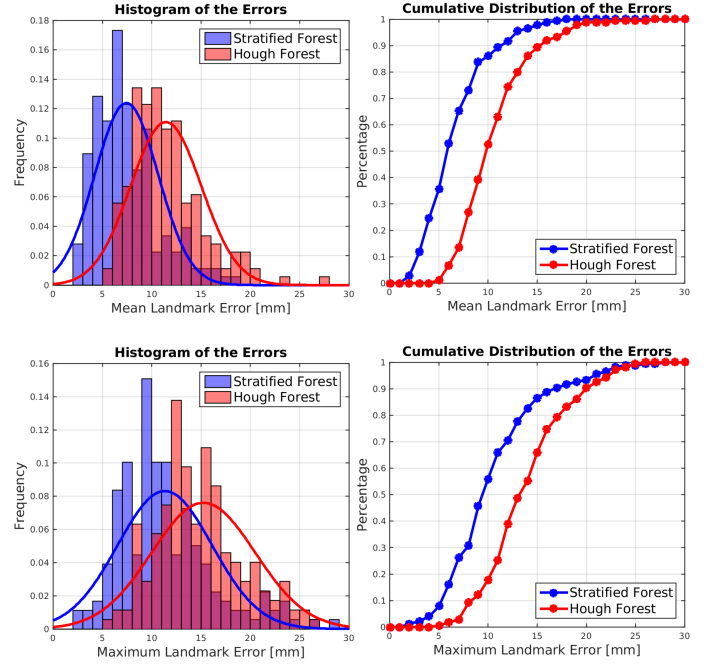 Histogram of the Errors
Frequency
0.18
0.16
0.14
0.12
0.1
0.08
0.06
0.04
0.02
0
Stratified Forest
Hough Forest
0 5 10 15 20 25 30
Mean Landmark Error [mm]
Cumulative Distribution of the Errors
Percentage
1
0.9
0.8
0.7
0.6
0.5
0.4
0.3
0.2
0.1
0
Stratified Forest
Hough Forest
0 5 10 15 20 25 30
Mean Landmark Error [mm]
Histogram of the Errors
Frequency
0.16
0.14
0.12
0.1
0.08
0.06
0.04
0.02
0
Stratified Forest
Hough Forest
0 5 10 15 20 25 30
Maximum Landmark Error [mm]
Cumulative Distribution of the Errors
Percentage
1
0.9
0.8
0.7
0.6
0.5
0.4
0.3
0.2
0.1
0
Stratified Forest
Hough Forest
0 5 10 15 20 25 30
Maximum Landmark Error [mm]